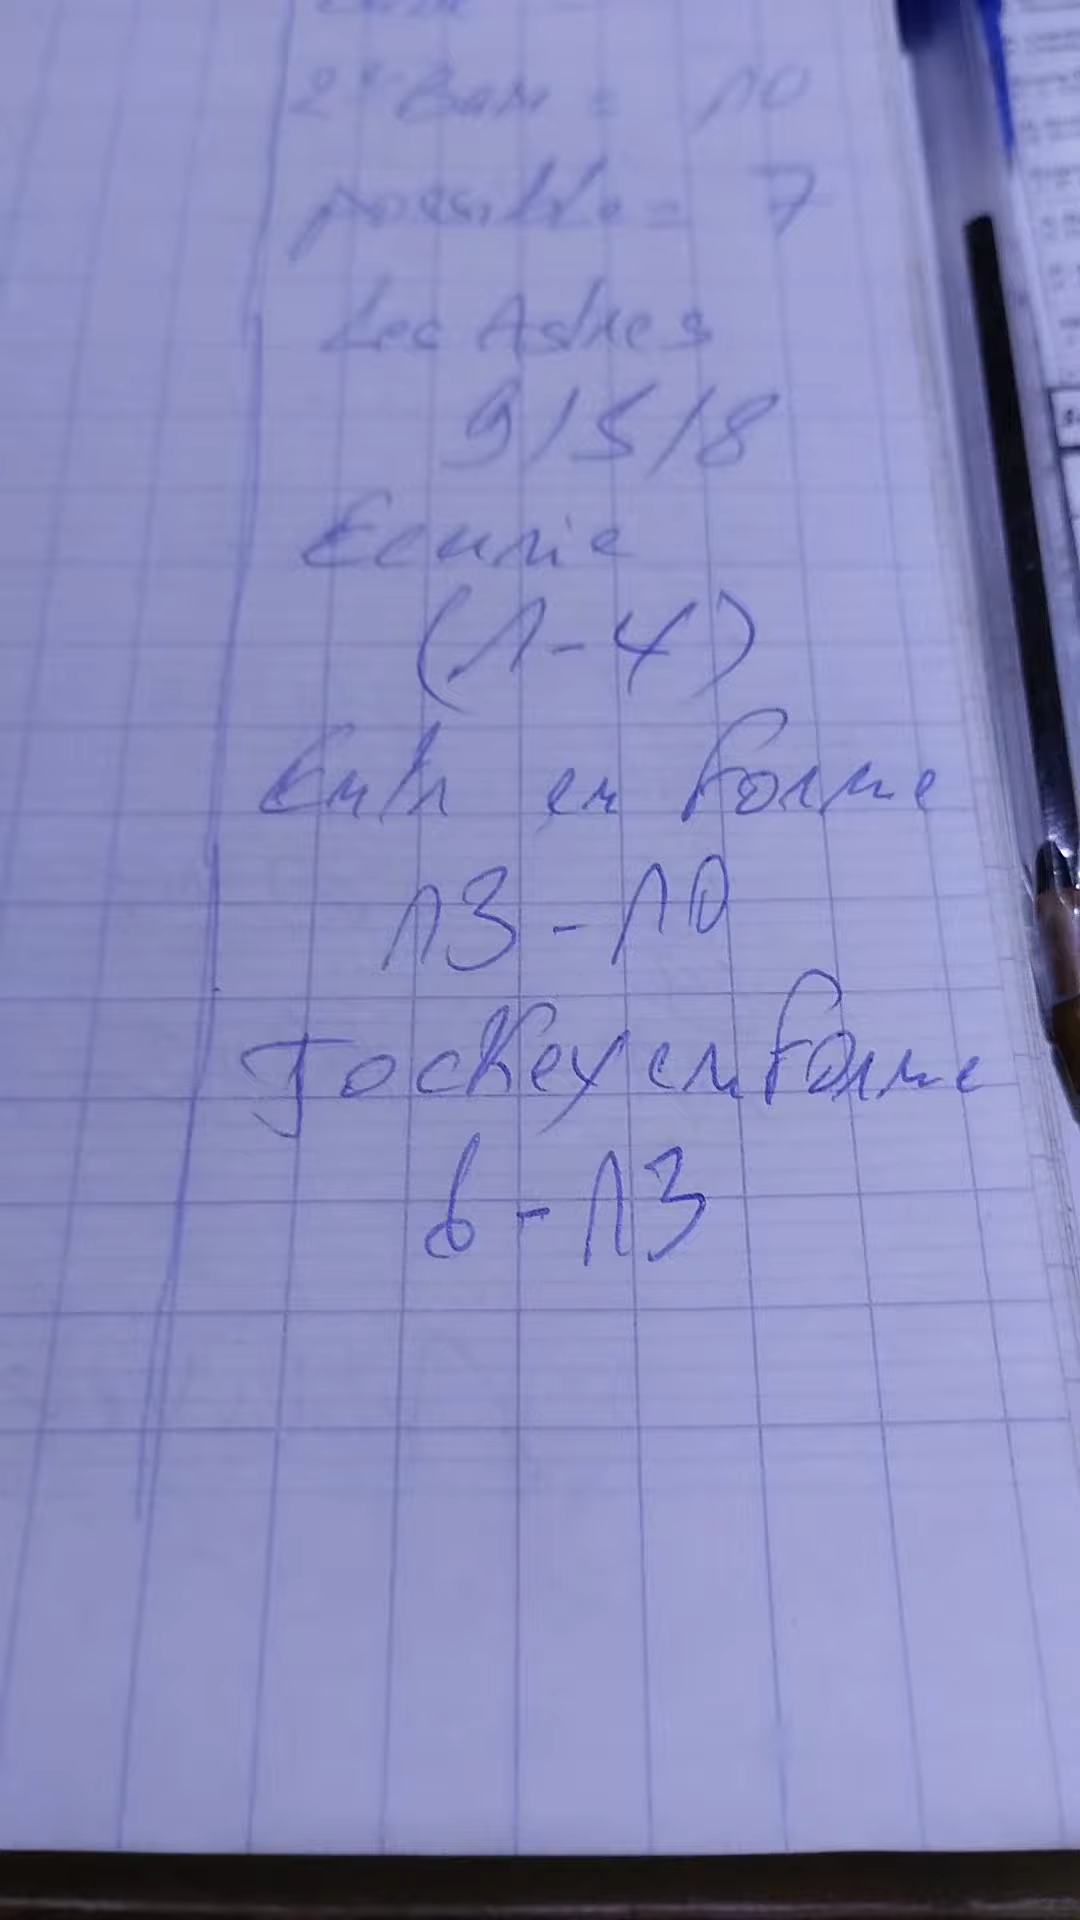 2e Base = 10
possible = 7
Les Astres
9/5/8
Ecurie
(1-4)
Entr en forme
13-10
Jockey en forme
6-13